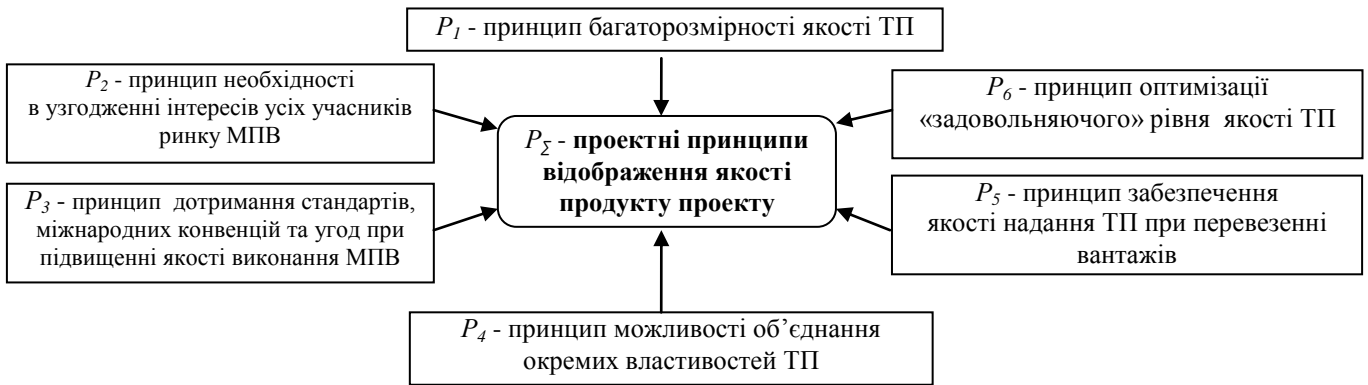 P1 - принцип багаторозмірності якості ТП
P2 - принцип необхідності
в узгодженні інтересів усіх учасників
ринку МПВ
P6 - принцип оптимізації
«задовольняючого» рівня якості ТП
PΣ - проектні принципи
відображення якості
продукту проекту
P3 - принцип дотримання стандартів,
міжнародних конвенцій та угод при
підвищенні якості виконання МПВ
P5 - принцип забезпечення
якості надання ТП при перевезенні
вантажів
P4 - принцип можливості об’єднання
окремих властивостей ТП